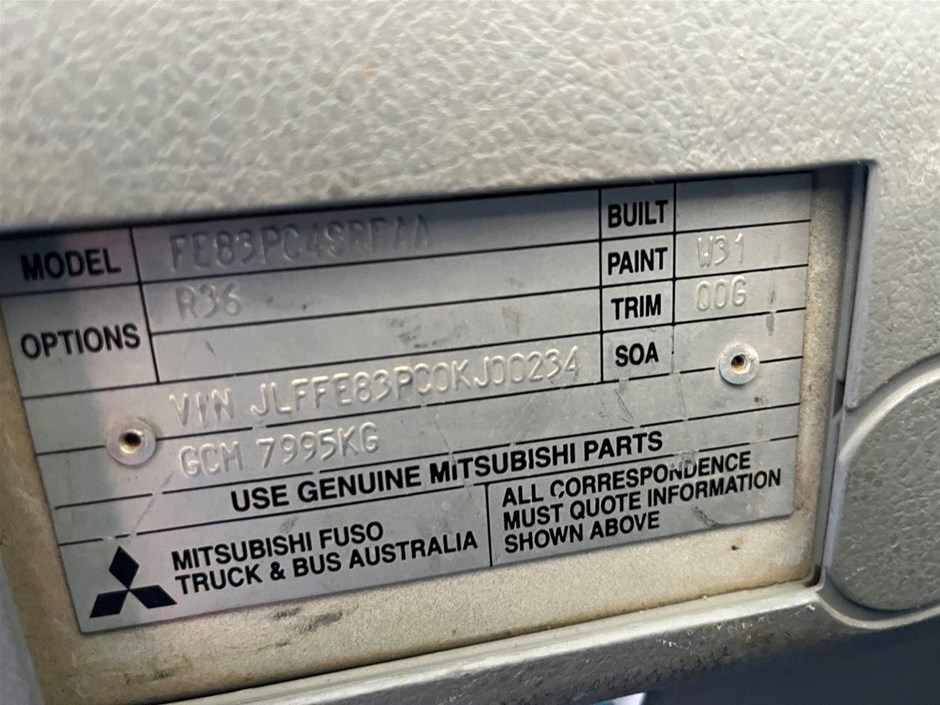 MODEL FE83PC4SRFAA
BUILT
PAINT W31
OPTIONS R36
TRIM 00G
SOA
VIN JLFFE83PC0KJ00234
GCM 7995KG
USE GENUINE MITSUBISHI PARTS
MITSUBISHI FUSO
TRUCK & BUS AUSTRALIA
ALL CORRESPONDENCE
MUST QUOTE INFORMATION
SHOWN ABOVE